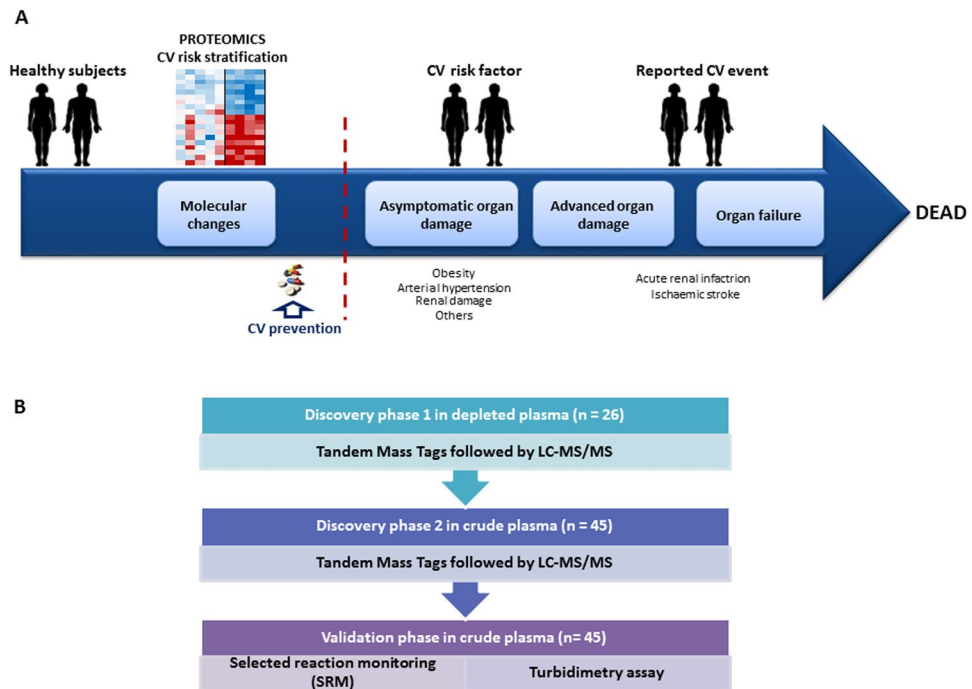 A
PROTEOMICS
CV risk stratification
Healthy subjects
CV risk factor
Reported CV event
Molecular
changes
Asymptomatic organ
damage
Advanced organ
damage
Organ failure
DEAD
Obesity
Arterial hypertension
Renal damage
Others
Acute renal infactrion
Ischaemic stroke
CV prevention
B
Discovery phase 1 in depleted plasma (n = 26)
Tandem Mass Tags followed by LC-MS/MS
Discovery phase 2 in crude plasma (n = 45)
Tandem Mass Tags followed by LC-MS/MS
Validation phase in crude plasma (n= 45)
Selected reaction monitoring
(SRM)
Turbidimetry assay